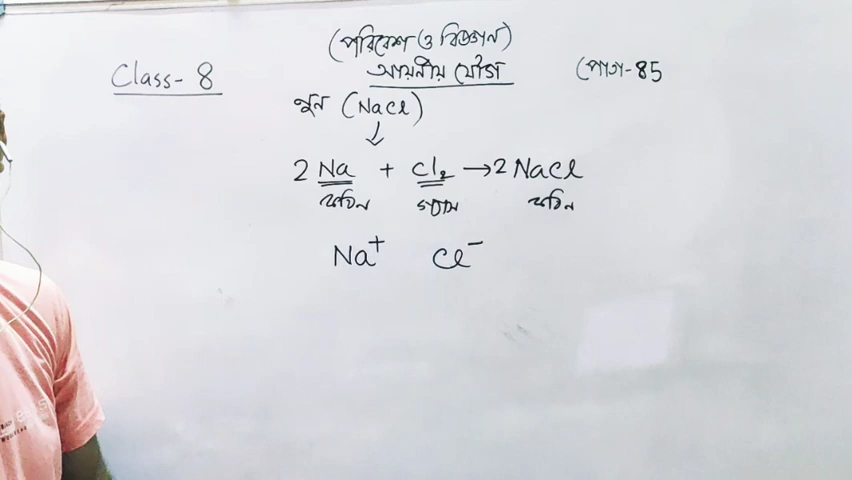 (পরিবেশ ও বিজ্ঞান)
Class-8 আয়নীয় যৌগ (পাতা-85
নুন (NaCl)
↓
2 Na + Cl₂ → 2 NaCl
কঠিন গ্যাস কঠিন
Na⁺ Cl⁻